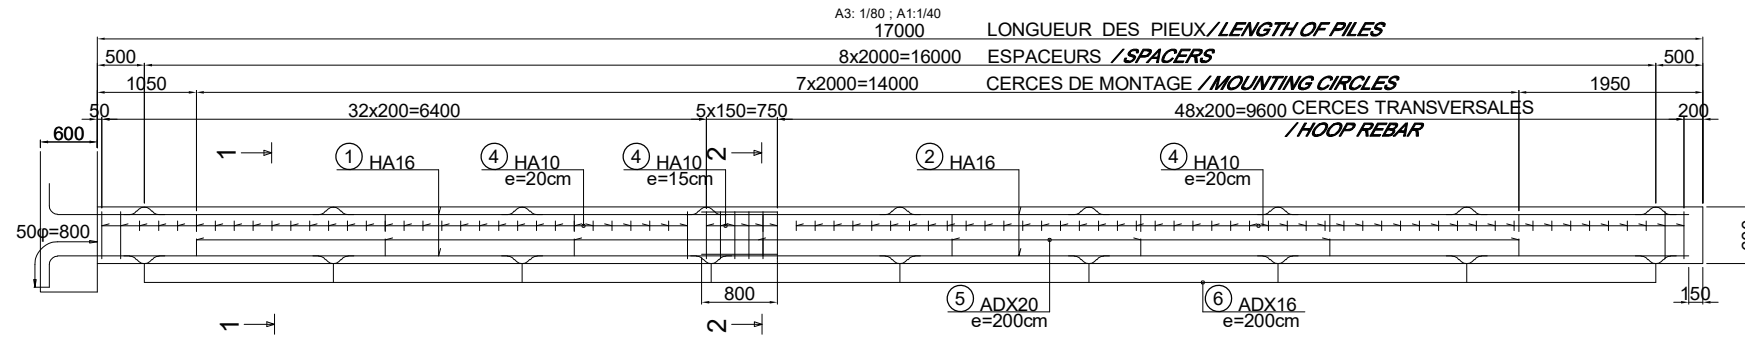 A3: 1/80 ; A1:1/40
17000 LONGUEUR DES PIEUX/LENGTH OF PILES
500 8x2000=16000 ESPACEURS /SPACERS 500
1050 7x2000=14000 CERCES DE MONTAGE /MOUNTING CIRCLES 1950
50 32x200=6400 5x150=750 48x200=9600 CERCES TRANSVERSALES 200
/HOOP REBAR
600
1 2
1 HA16 4 HA10 4 HA10 2 HA16 4 HA10
e=20cm e=15cm e=20cm
50φ=800
800 150
5 ADX20 6 ADX16
e=200cm e=200cm
1 2